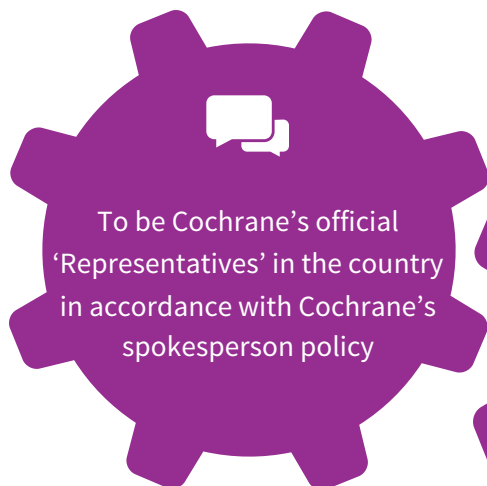 To be Cochrane’s official
‘Representatives’ in the country
in accordance with Cochrane’s
spokesperson policy